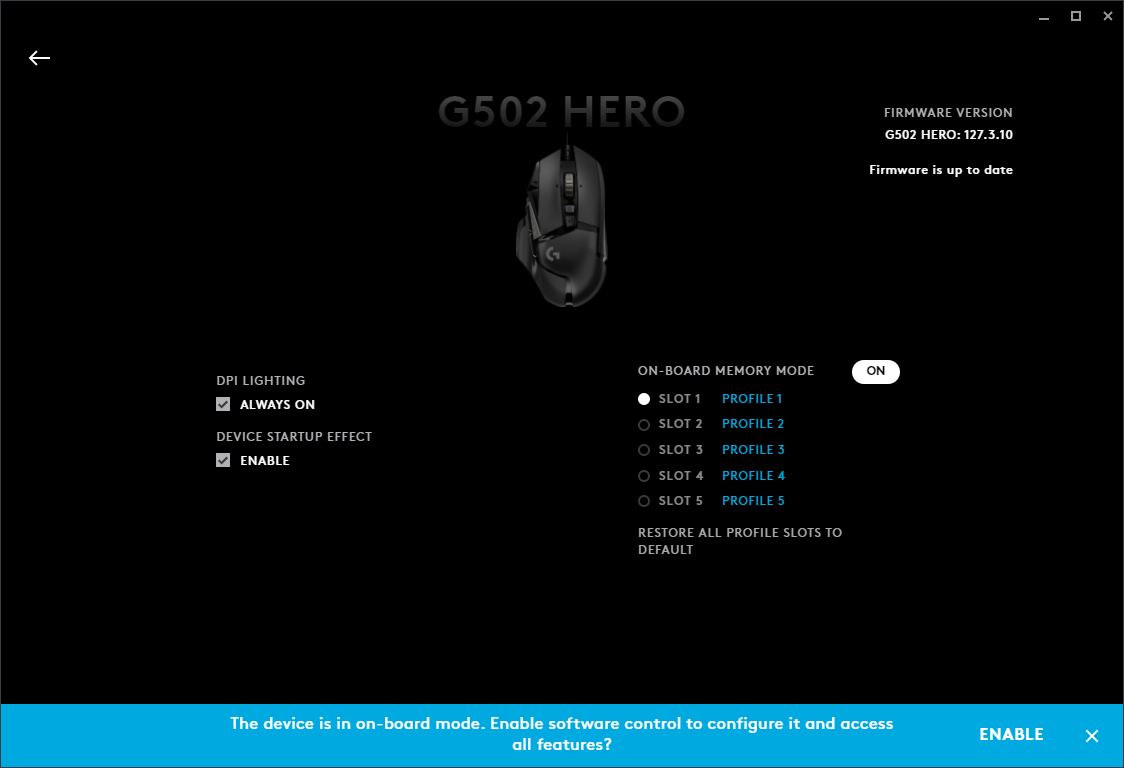 G502 HERO
FIRMWARE VERSION
G502 HERO: 127.3.10
Firmware is up to date
DPI LIGHTING
ALWAYS ON
DEVICE STARTUP EFFECT
ENABLE
ON-BOARD MEMORY MODE ON
SLOT 1 PROFILE 1
SLOT 2 PROFILE 2
SLOT 3 PROFILE 3
SLOT 4 PROFILE 4
SLOT 5 PROFILE 5
RESTORE ALL PROFILE SLOTS TO
DEFAULT
The device is in on-board mode. Enable software control to configure it and access
all features?
ENABLE